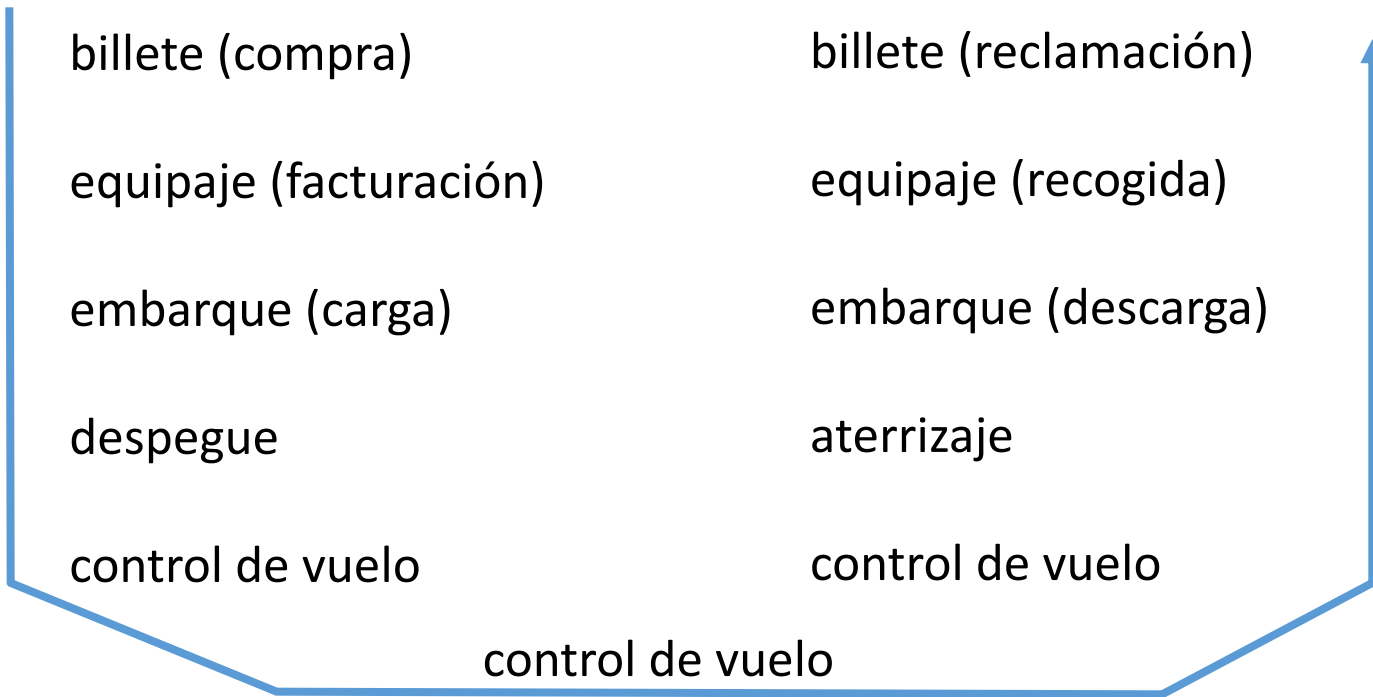 billete (compra)
equipaje (facturación)
embarque (carga)
despegue
control de vuelo
control de vuelo
billete (reclamación)
equipaje (recogida)
embarque (descarga)
aterrizaje
control de vuelo